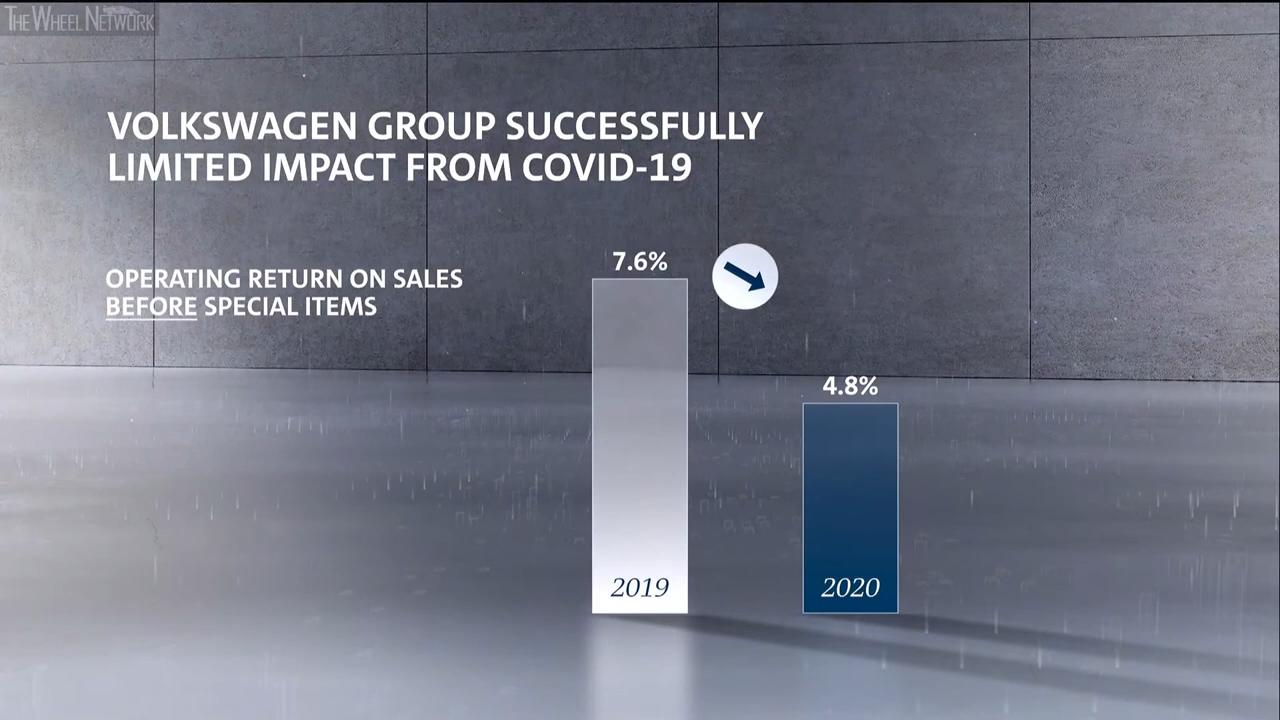 THE WHEEL NETWORK
VOLKSWAGEN GROUP SUCCESSFULLY
LIMITED IMPACT FROM COVID-19
OPERATING RETURN ON SALES
BEFORE SPECIAL ITEMS
7.6%
4.8%
2019
2020